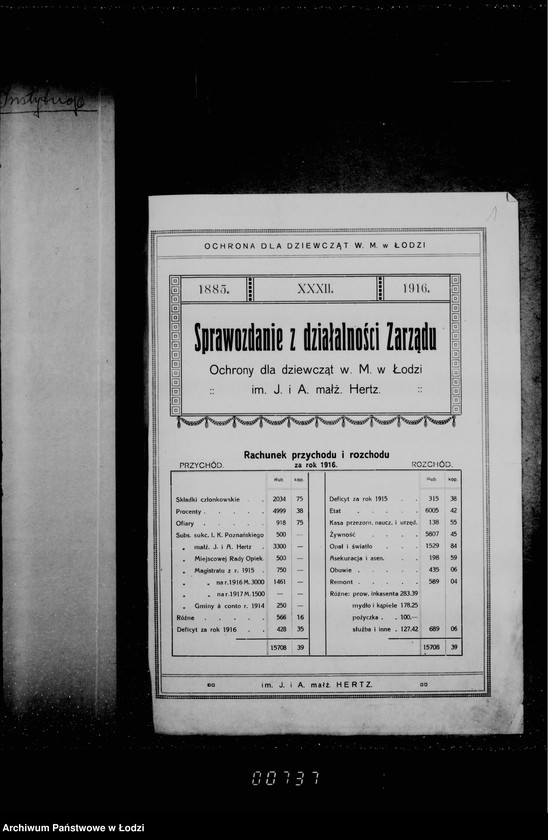 Instytucje
1
OCHRONA DLA DZIEWCZĄT W. M. w ŁODZI
1885. XXXII. 1916.
Sprawozdanie z działalności Zarządu
Ochrony dla dziewcząt w. M. w Łodzi
:: im. J. i A. małż. Hertz. ::
Rachunek przychodu i rozchodu
PRZYCHÓD. za rok 1916. ROZCHÓD.
Rub. kop.
Składki członkowskie . . 2034 75
Procenty . . . . . 4999 38
Ofiary . . . . . 918 75
Subs. sukc. I. K. Poznańskiego 500 —
„ małż. J. i A. Hertz . 3300 —
„ Miejscowej Rady Opiek. 500 —
„ Magistratu z r. 1915 . 750 —
„ „ na r. 1916 M. 3000 1461 —
„ „ na r. 1917 M. 1500 — —
„ Gminy à conto r. 1914 250 —
Różne . . . . . 566 16
Deficyt za rok 1916 . . 428 35
15708 39
Rub. kop.
Deficyt za rok 1915 . . 315 38
Etat . . . . . 6005 42
Kasa przezorn. naucz. i urzęd. 138 55
Żywność . . . . 5807 45
Opał i światło . . . 1529 84
Asekuracja i asen. . . . 198 59
Obuwie . . . . . 435 06
Remont . . . . . 589 04
Różne: prow. inkasenta 283.39
mydło i kąpiele 178.25
pożyczka . . 100.—
służba i inne . 127.42 689 06
15708 39
im. J. i A. małż. HERTZ.
00737
Archiwum Państwowe w Łodzi